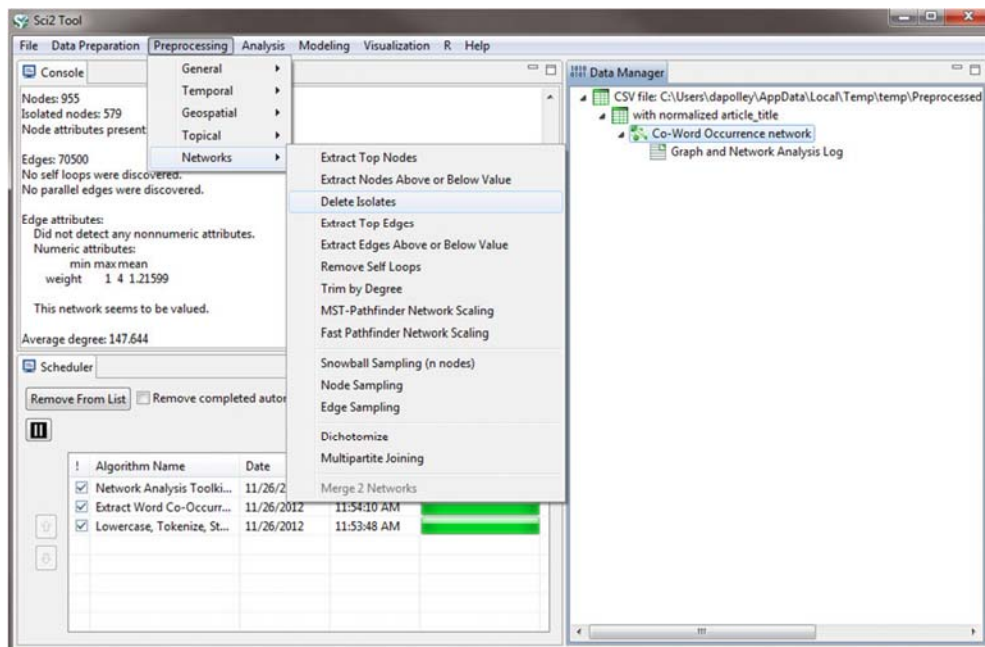 Sci2 Tool
File Data Preparation Preprocessing Analysis Modeling Visualization R Help
Console
Nodes: 955
Isolated nodes: 579
Node attributes present
Edges: 70500
No self loops were discovered.
No parallel edges were discovered.
Edge attributes:
Did not detect any nonnumeric attributes.
Numeric attributes:
min max mean
weight 1 4 1.21599
This network seems to be valued.
Average degree: 147.644
General
Temporal
Geospatial
Topical
Networks
Extract Top Nodes
Extract Nodes Above or Below Value
Delete Isolates
Extract Top Edges
Extract Edges Above or Below Value
Remove Self Loops
Trim by Degree
MST-Pathfinder Network Scaling
Fast Pathfinder Network Scaling
Snowball Sampling (n nodes)
Node Sampling
Edge Sampling
Dichotomize
Multipartite Joining
Merge 2 Networks
Scheduler
Remove From List Remove completed autor
! Algorithm Name Date
Network Analysis Toolki... 11/26/2
Extract Word Co-Occurr... 11/26/2012 11:54:10 AM
Lowercase, Tokenize, St... 11/26/2012 11:53:48 AM
Data Manager
CSV file: C:\Users\dapolley\AppData\Local\Temp\temp\Preprocessed
with normalized article_title
Co-Word Occurrence network
Graph and Network Analysis Log